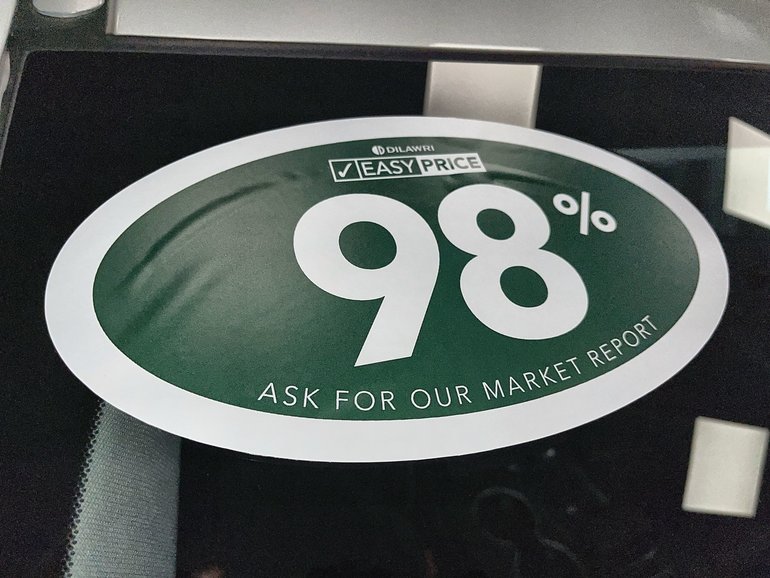 DILAWRI
✓ EASY PRICE
98%
ASK FOR OUR MARKET REPORT